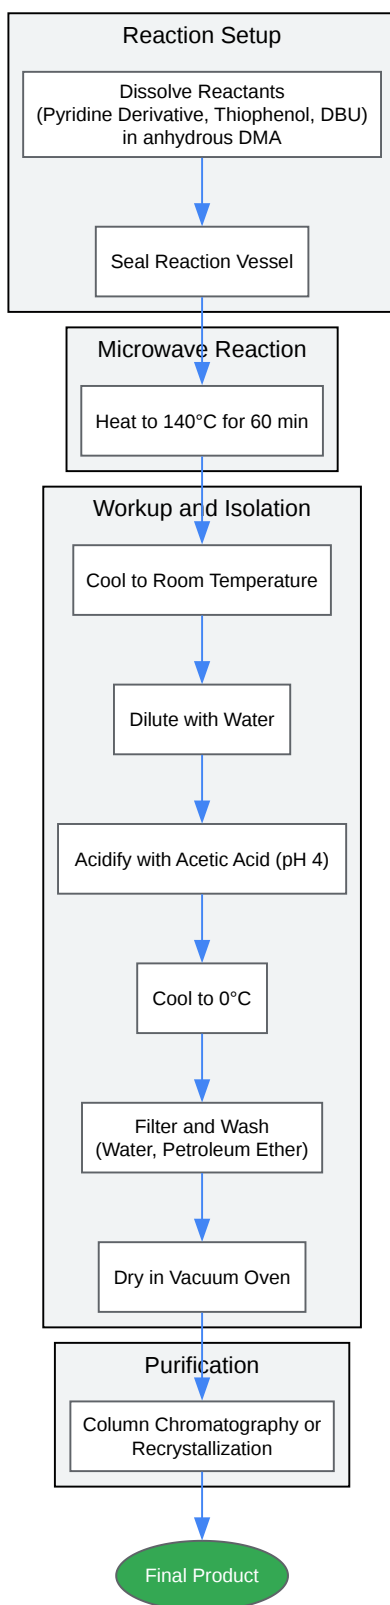 Reaction Setup
Dissolve Reactants
(Pyridine Derivative, Thiophenol, DBU)
in anhydrous DMA
Seal Reaction Vessel
Microwave Reaction
Heat to 140°C for 60 min
Workup and Isolation
Cool to Room Temperature
Dilute with Water
Acidify with Acetic Acid (pH 4)
Cool to 0°C
Filter and Wash
(Water, Petroleum Ether)
Dry in Vacuum Oven
Purification
Column Chromatography or
Recrystallization
Final Product